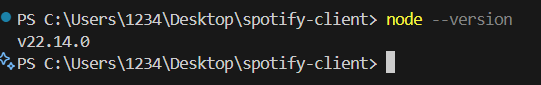 PS C:\Users\1234\Desktop\spotify-client> node --version
v22.14.0
PS C:\Users\1234\Desktop\spotify-client>